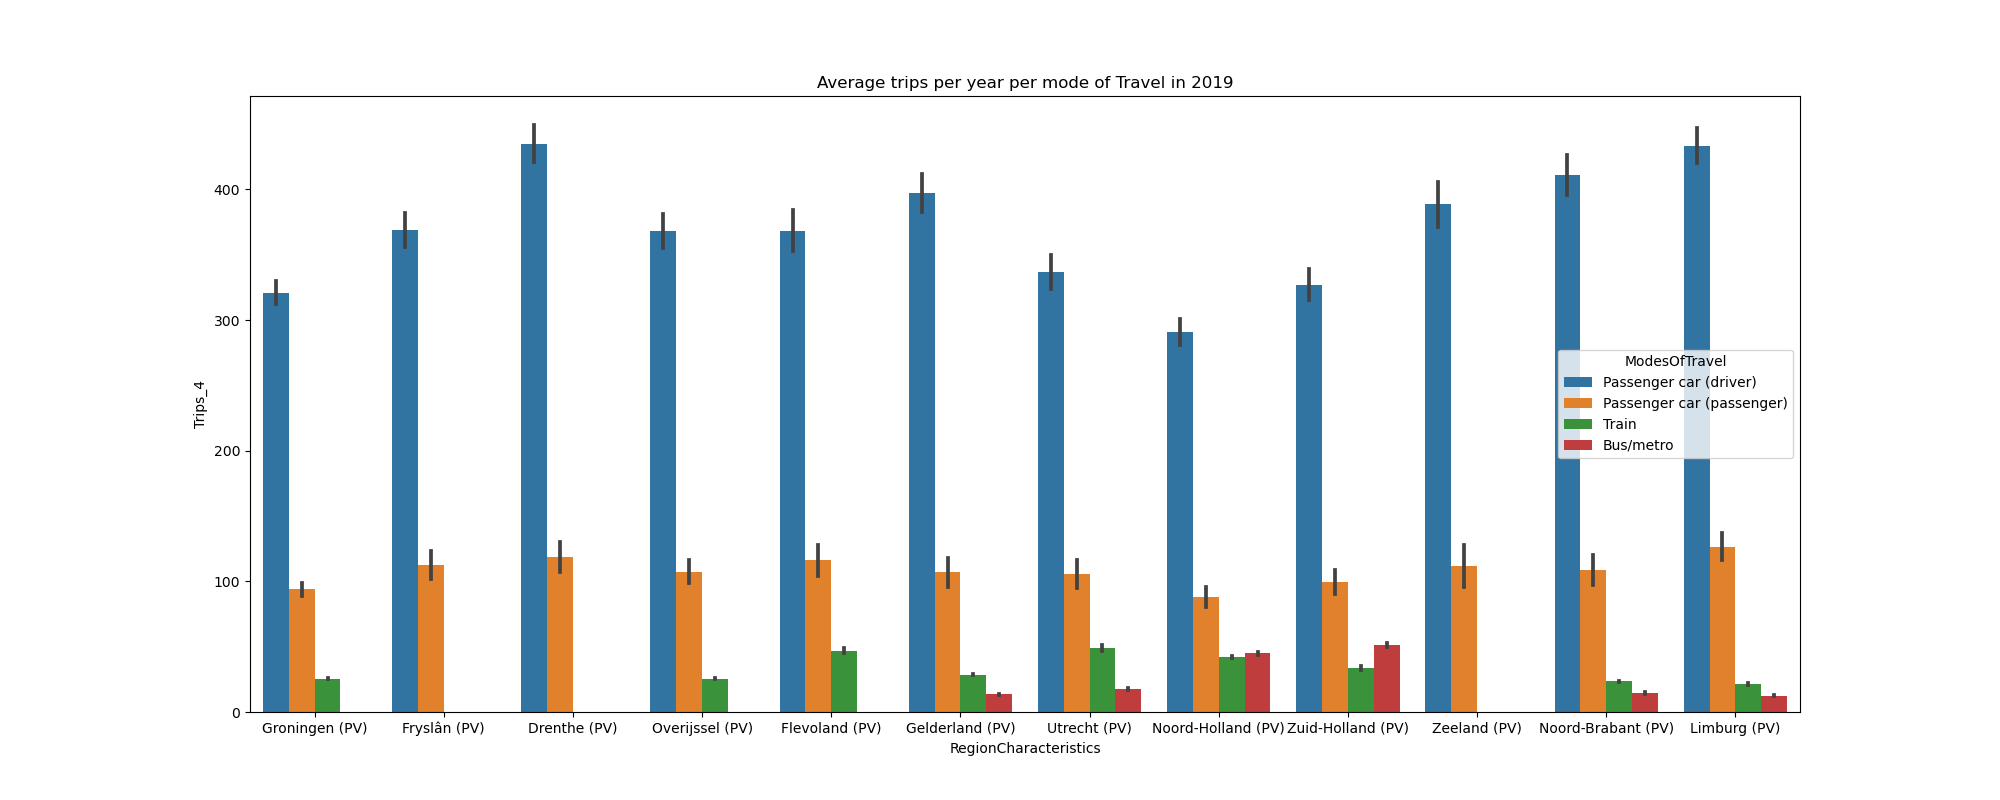 Average trips per year per mode of Travel in 2019
Trips_4
400
300
200
100
0
ModesOfTravel
Passenger car (driver)
Passenger car (passenger)
Train
Bus/metro
Groningen (PV) Fryslân (PV) Drenthe (PV) Overijssel (PV) Flevoland (PV) Gelderland (PV) Utrecht (PV) Noord-Holland (PV) Zuid-Holland (PV) Zeeland (PV) Noord-Brabant (PV) Limburg (PV)
RegionCharacteristics